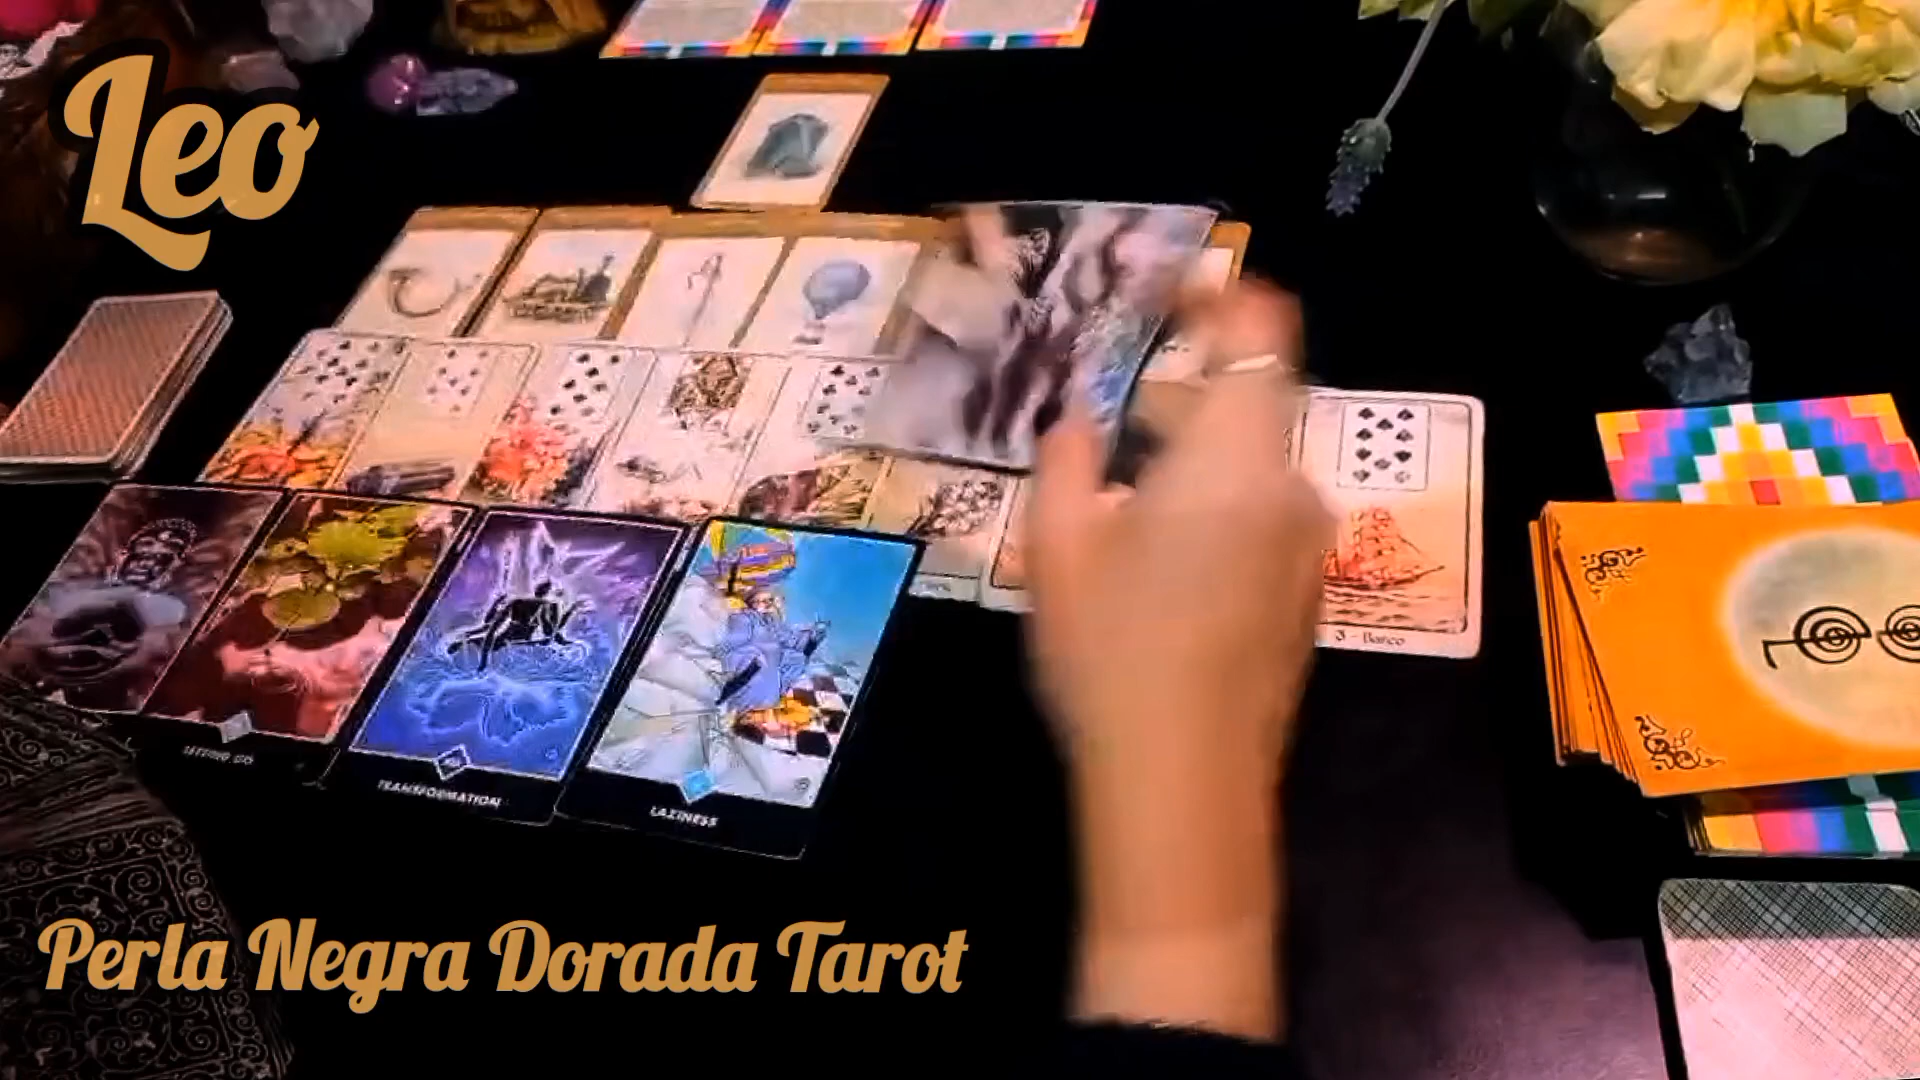 Leo
3 - Barco
LETTING GO
TRANSFORMATION
LAZINESS
Perla Negra Dorada Tarot